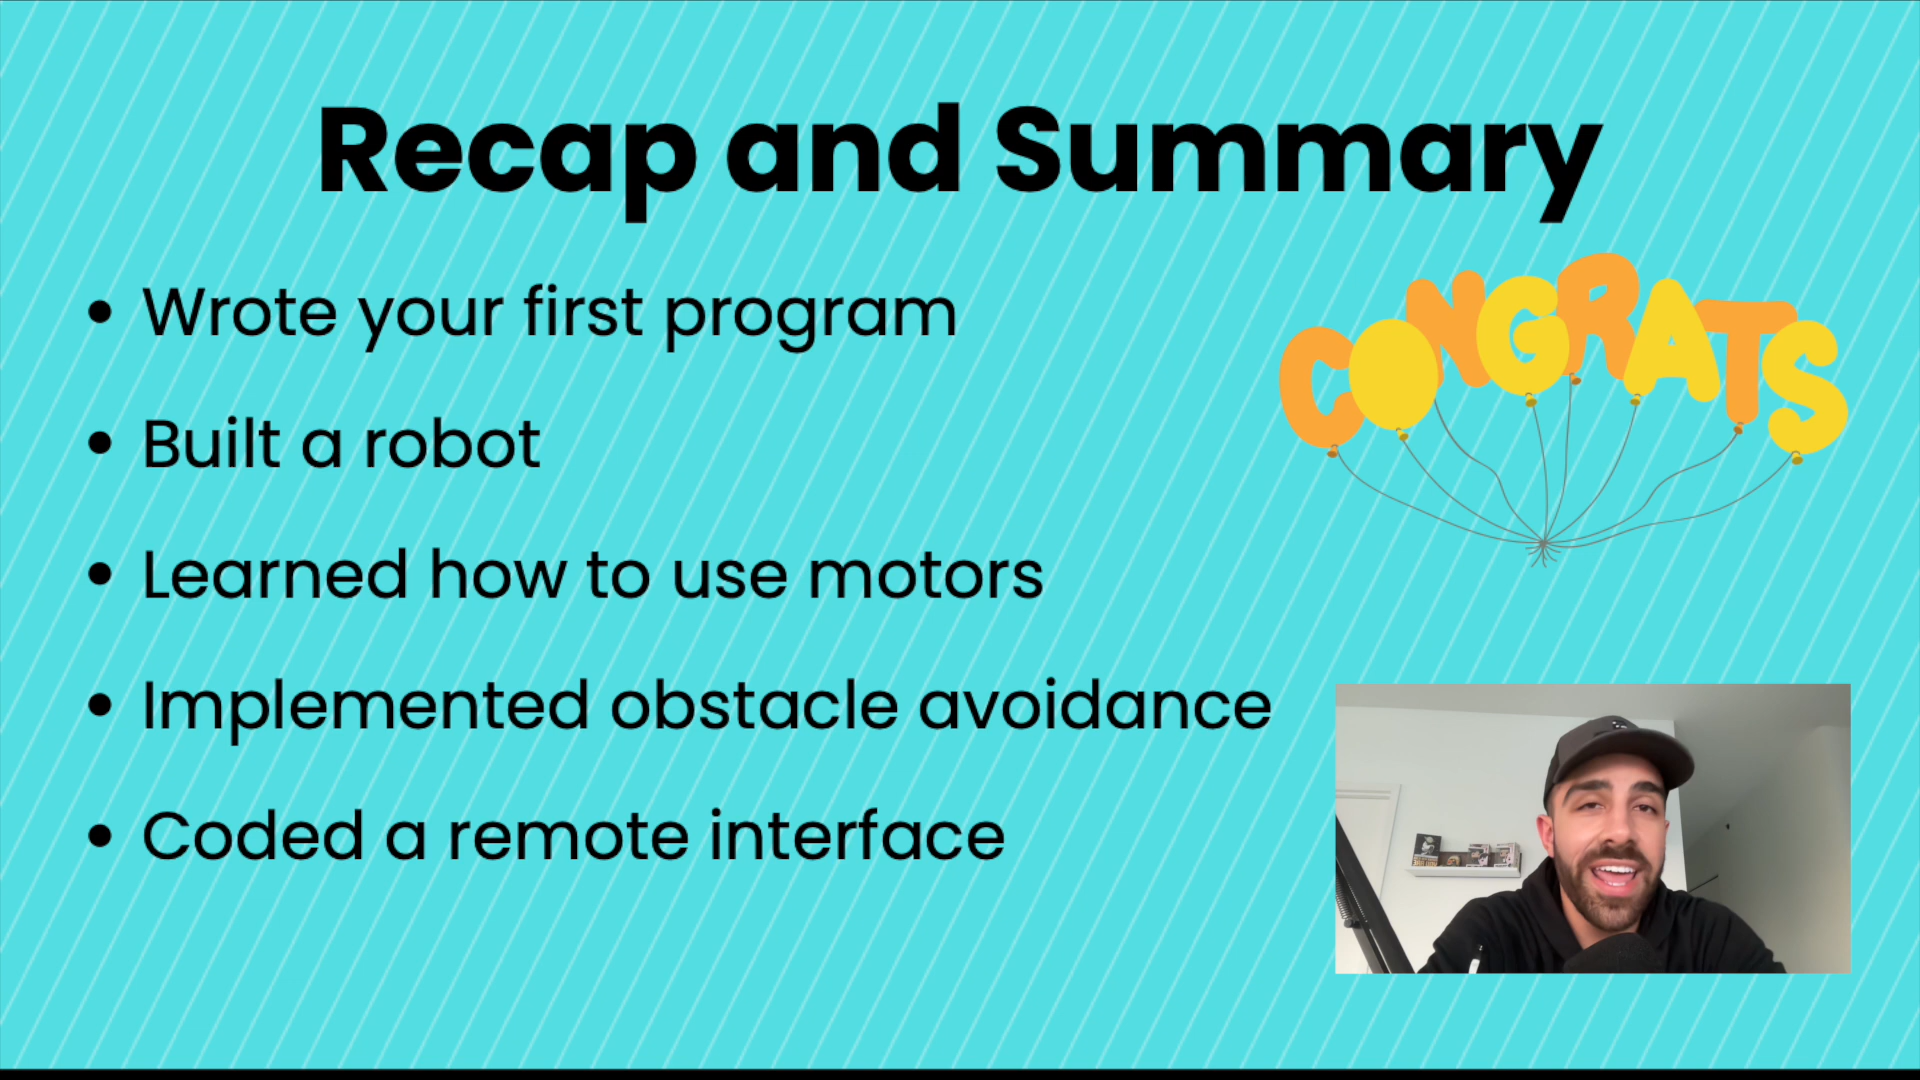 Recap and Summary
• Wrote your first program
• Built a robot
• Learned how to use motors
• Implemented obstacle avoidance
• Coded a remote interface
CONGRATS